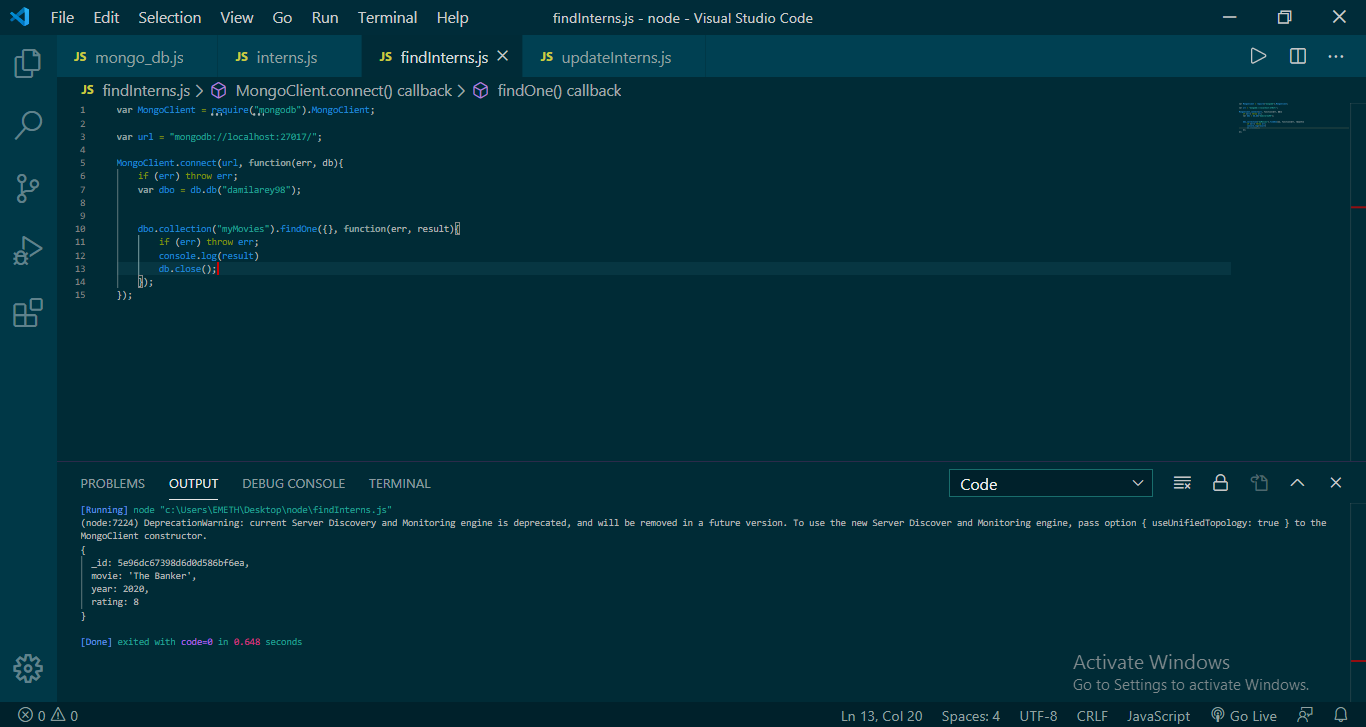 File Edit Selection View Go Run Terminal Help findInterns.js - node - Visual Studio Code
JS mongo_db.js JS interns.js JS findInterns.js JS updateInterns.js
JS findInterns.js > MongoClient.connect() callback > findOne() callback
1 var MongoClient = require("mongodb").MongoClient;
2
3 var url = "mongodb://localhost:27017/";
4
5 MongoClient.connect(url, function(err, db){
6 if (err) throw err;
7 var dbo = db.db("damilarey98");
8
9
10 dbo.collection("myMovies").findOne({}, function(err, result){
11 if (err) throw err;
12 console.log(result)
13 db.close();
14 });
15 });
PROBLEMS OUTPUT DEBUG CONSOLE TERMINAL Code
[Running] node "c:\Users\EMETH\Desktop\node\findInterns.js"
(node:7224) DeprecationWarning: current Server Discovery and Monitoring engine is deprecated, and will be removed in a future version. To use the new Server Discover and Monitoring engine, pass option { useUnifiedTopology: true } to the
MongoClient constructor.
{
_id: 5e96dc67398d6d0d586bf6ea,
movie: 'The Banker',
year: 2020,
rating: 8
}
[Done] exited with code=0 in 0.648 seconds
Activate Windows
Go to Settings to activate Windows.
0 0 Ln 13, Col 20 Spaces: 4 UTF-8 CRLF JavaScript Go Live